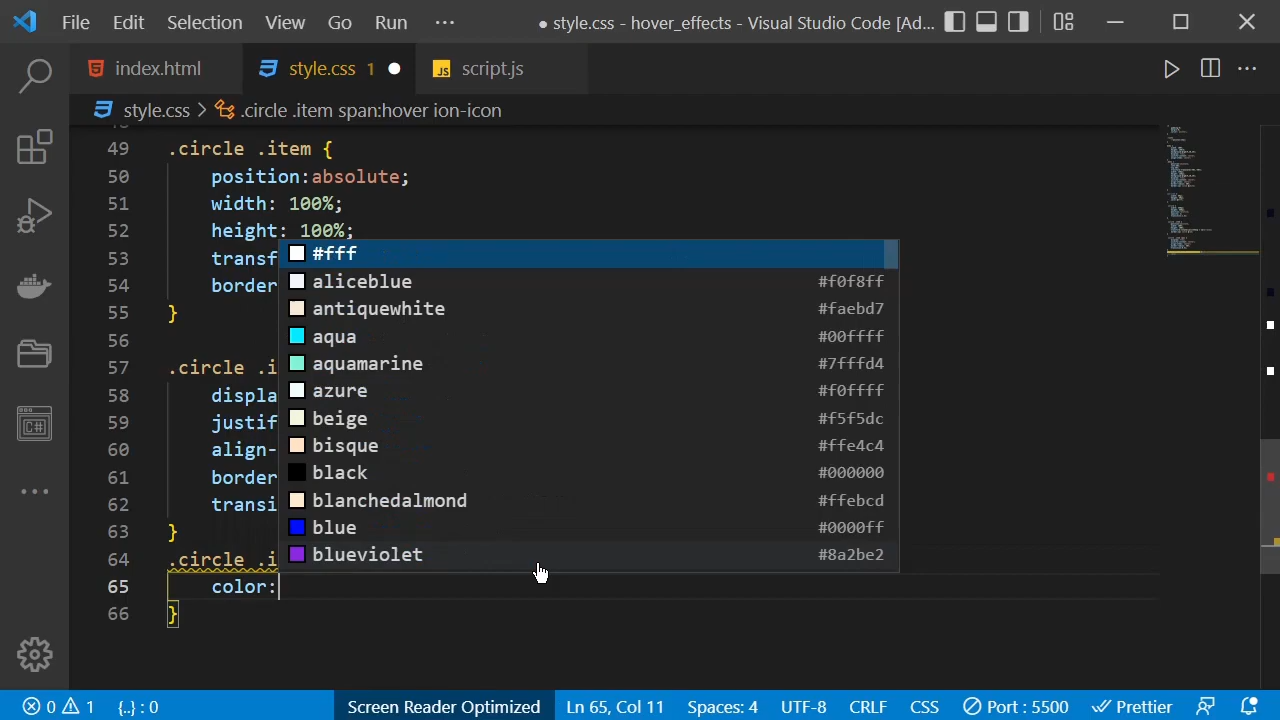 File Edit Selection View Go Run ··· ● style.css - hover_effects - Visual Studio Code [Ad...
index.html style.css 1 ● JS script.js ···
style.css > .circle .item span:hover ion-icon
49 .circle .item {
50 position:absolute;
51 width: 100%;
52 height: 100%;
53 transf
54 border
55 }
56
57 .circle .i
58 displa
59 justif
60 align-
61 border
62 transi
63 }
64 .circle .i
65 color:
66 }
#fff
aliceblue #f0f8ff
antiquewhite #faebd7
aqua #00ffff
aquamarine #7fffd4
azure #f0ffff
beige #f5f5dc
bisque #ffe4c4
black #000000
blanchedalmond #ffebcd
blue #0000ff
blueviolet #8a2be2
C#
0 1 {..} : 0 Screen Reader Optimized Ln 65, Col 11 Spaces: 4 UTF-8 CRLF CSS Port : 5500 Prettier